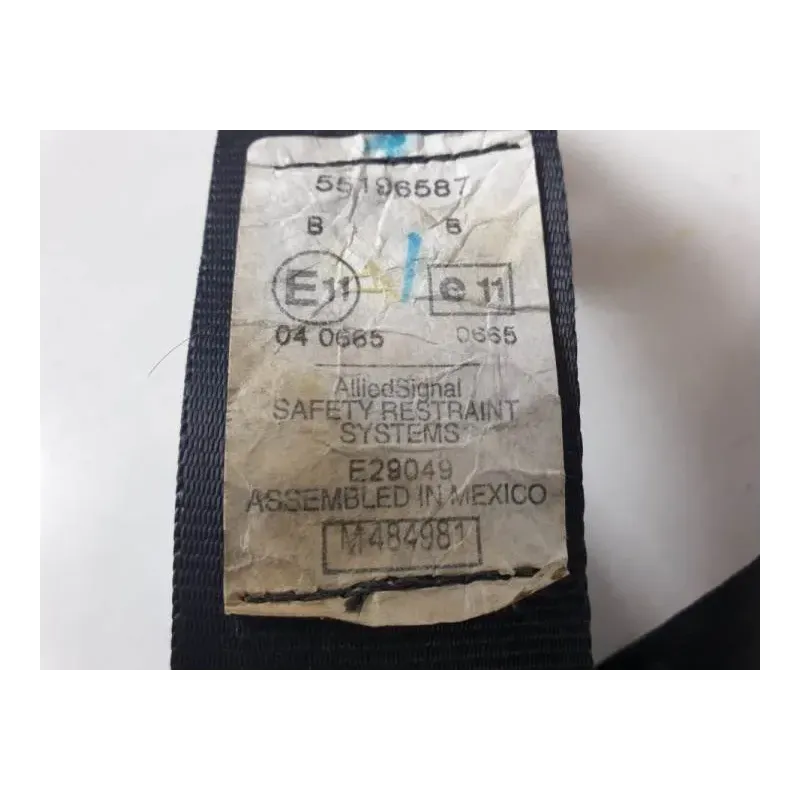 55196587
B B
E11 e 11
04 0665 0665
AlliedSignal
SAFETY RESTRAINT
SYSTEMS
E29049
ASSEMBLED IN MEXICO
M484981